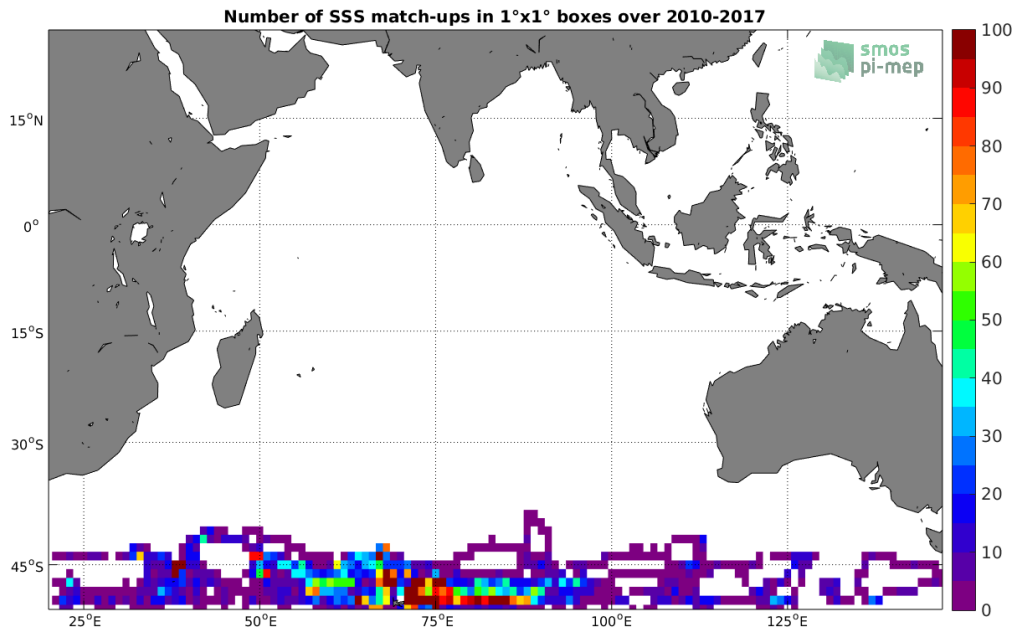 Number of SSS match-ups in 1°x1° boxes over 2010-2017
smos
pi-mep
100
90
80
70
60
50
40
30
20
10
0
15°N
0°
15°S
30°S
45°S
25°E
50°E
75°E
100°E
125°E